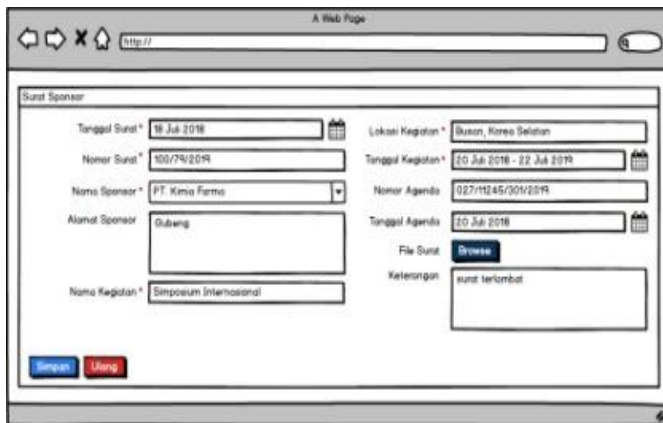 A Web Page
http://
Surat Sponsor
Tanggal Surat *
18 Juli 2018
Nomor Surat *
100/79/2019
Nama Sponsor *
PT. Kimia Farma
Alamat Sponsor
Gubeng
Nama Kegiatan *
Simposium Internasional
Lokasi Kegiatan *
Busan, Korea Selatan
Tanggal Kegiatan *
20 Juli 2018 - 22 Juli 2019
Nomor Agenda
027/11245/301/2019
Tanggal Agenda
20 Juli 2018
File Surat
Browse
Keterangan
surat terlambat
Simpan
Ulang